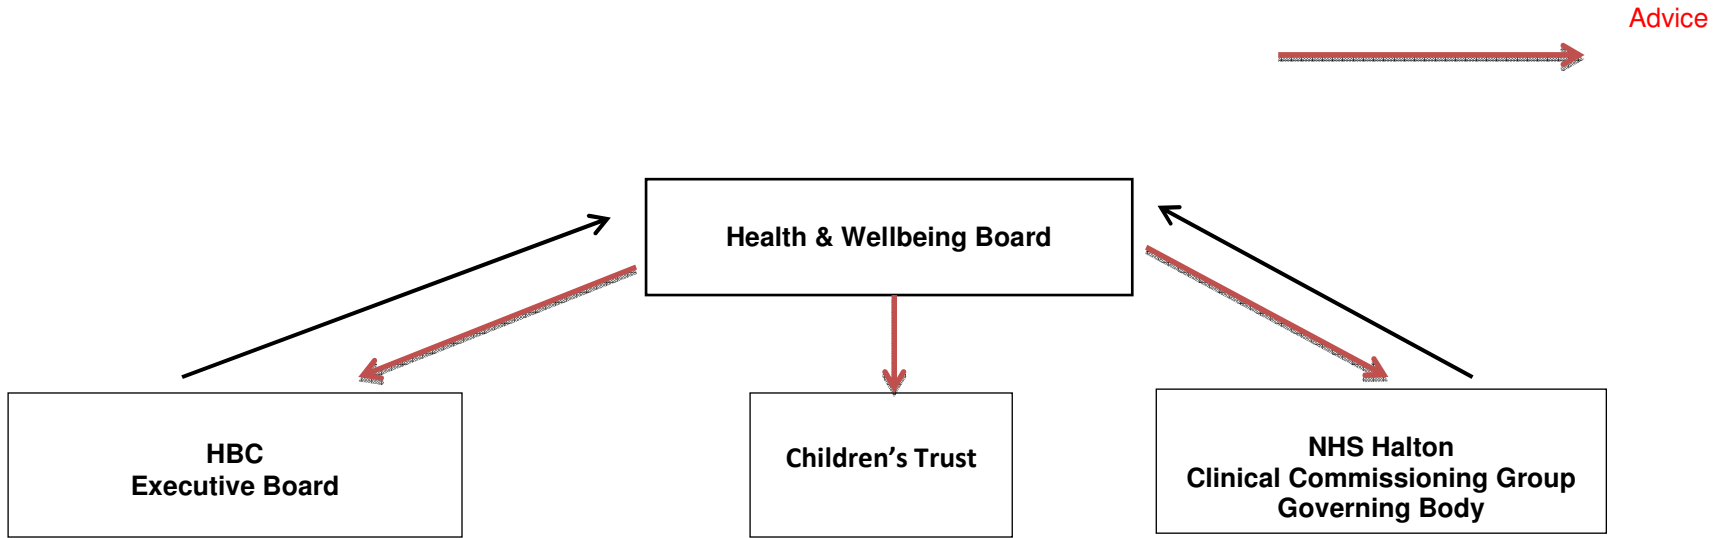 Advice
Health & Wellbeing Board
HBC
Executive Board
Children’s Trust
NHS Halton
Clinical Commissioning Group
Governing Body